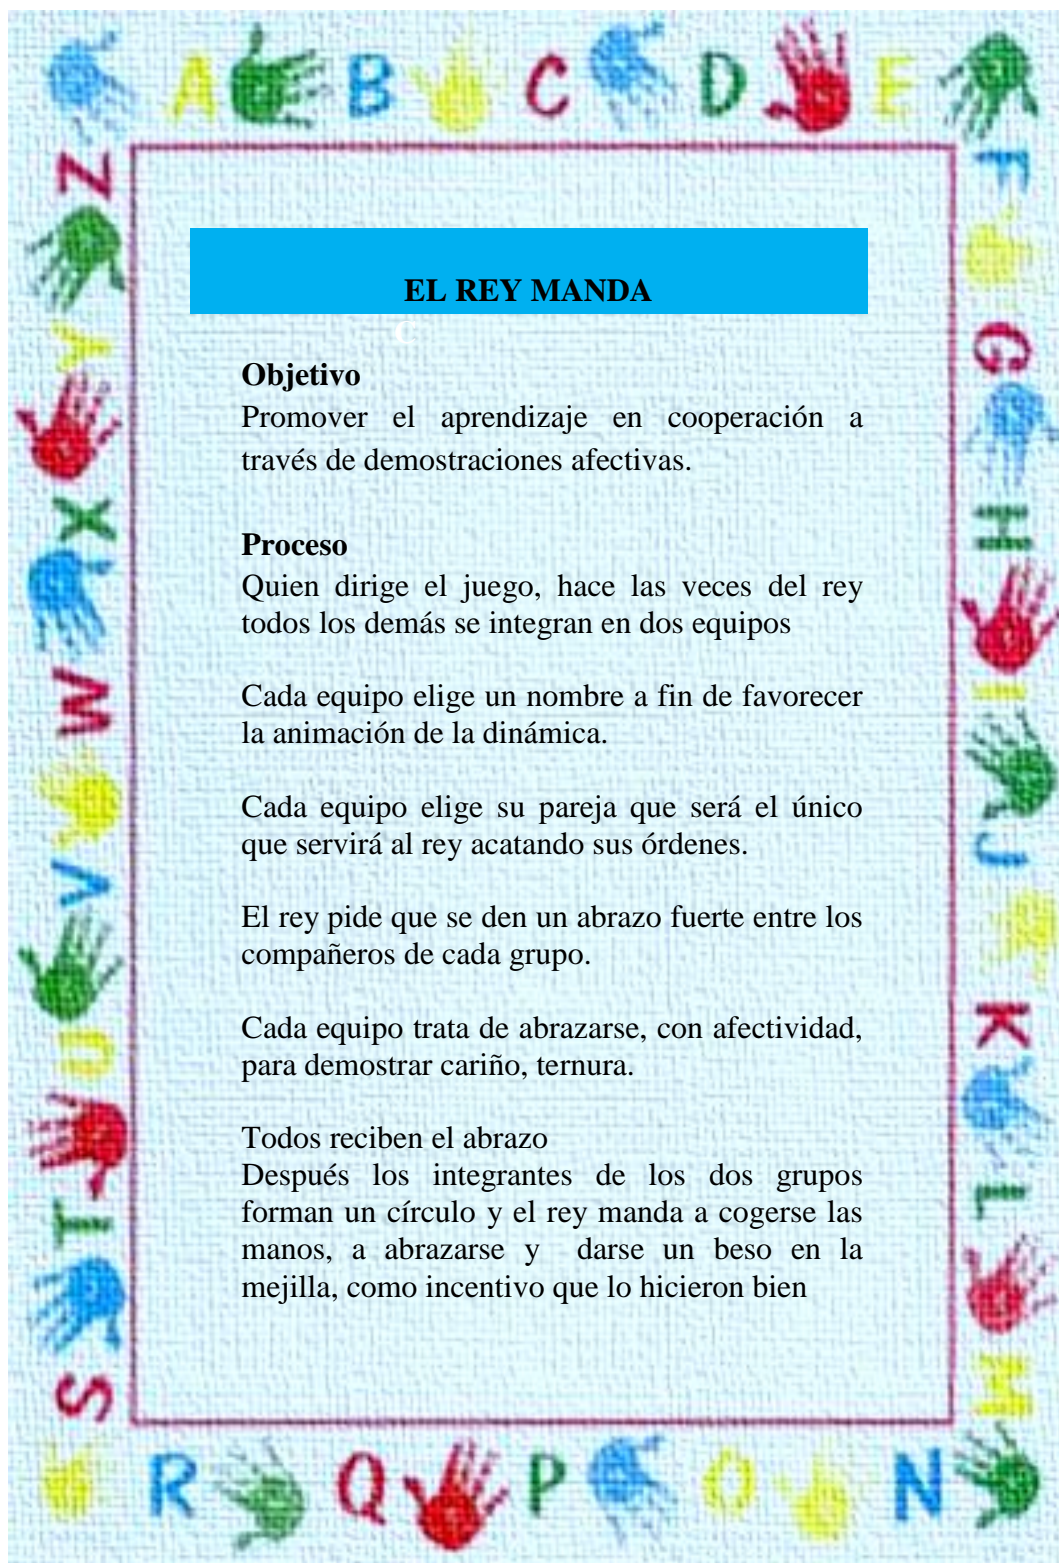 A B C D E
F
G
H
I
J
K
L
M
N
O
P
Q
R
S
T
U
V
W
X
Y
Z
EL REY MANDA
C
Objetivo
Promover el aprendizaje en cooperación a
través de demostraciones afectivas.
Proceso
Quien dirige el juego, hace las veces del rey
todos los demás se integran en dos equipos
Cada equipo elige un nombre a fin de favorecer
la animación de la dinámica.
Cada equipo elige su pareja que será el único
que servirá al rey acatando sus órdenes.
El rey pide que se den un abrazo fuerte entre los
compañeros de cada grupo.
Cada equipo trata de abrazarse, con afectividad,
para demostrar cariño, ternura.
Todos reciben el abrazo
Después los integrantes de los dos grupos
forman un círculo y el rey manda a cogerse las
manos, a abrazarse y darse un beso en la
mejilla, como incentivo que lo hicieron bien